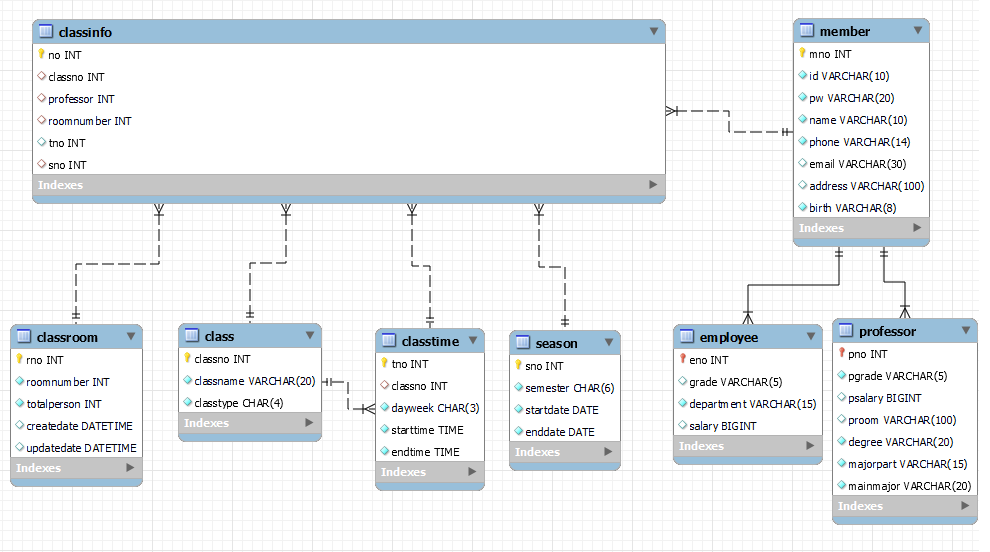 classinfo
no INT
classno INT
professor INT
roomnumber INT
tno INT
sno INT
Indexes
member
mno INT
id VARCHAR(10)
pw VARCHAR(20)
name VARCHAR(10)
phone VARCHAR(14)
email VARCHAR(30)
address VARCHAR(100)
birth VARCHAR(8)
Indexes
classroom
rno INT
roomnumber INT
totalperson INT
createdate DATETIME
updatedate DATETIME
Indexes
class
classno INT
classname VARCHAR(20)
classtype CHAR(4)
Indexes
classtime
tno INT
classno INT
dayweek CHAR(3)
starttime TIME
endtime TIME
Indexes
season
sno INT
semester CHAR(6)
startdate DATE
enddate DATE
Indexes
employee
eno INT
grade VARCHAR(5)
department VARCHAR(15)
salary BIGINT
Indexes
professor
pno INT
pgrade VARCHAR(5)
psalary BIGINT
proom VARCHAR(100)
degree VARCHAR(20)
majorpart VARCHAR(15)
mainmajor VARCHAR(20)
Indexes